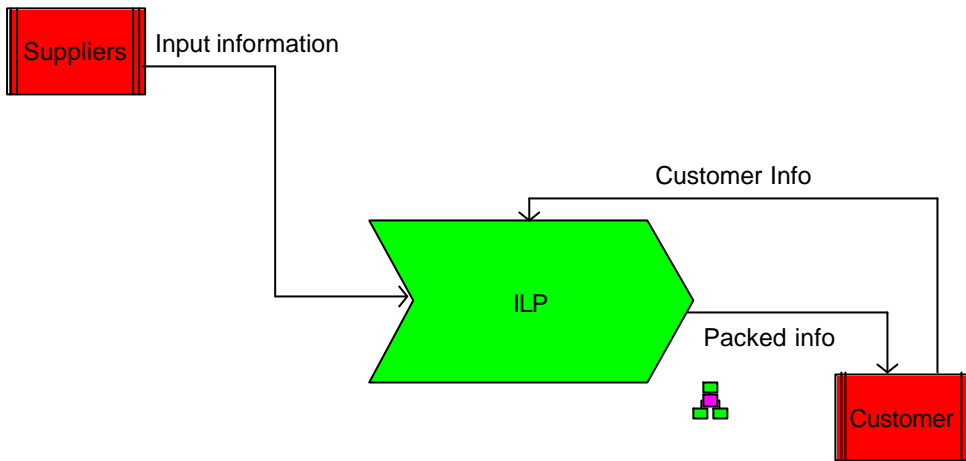 Suppliers
Input information
Customer Info
ILP
Packed info
Customer